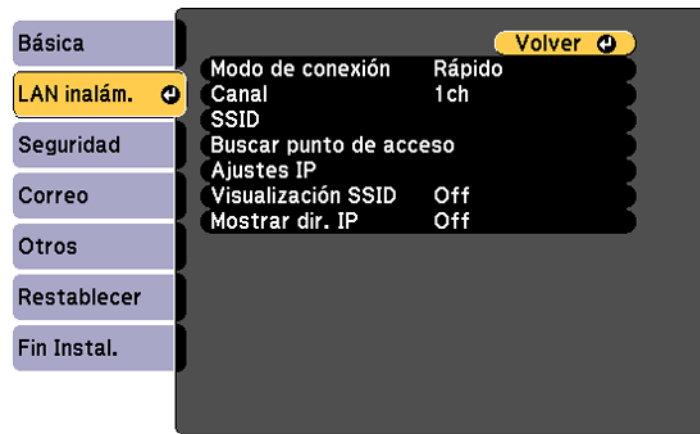 Básica
LAN inalám.
Seguridad
Correo
Otros
Restablecer
Fin Instal.
Volver
Modo de conexión Rápido
Canal 1ch
SSID
Buscar punto de acceso
Ajustes IP
Visualización SSID Off
Mostrar dir. IP Off